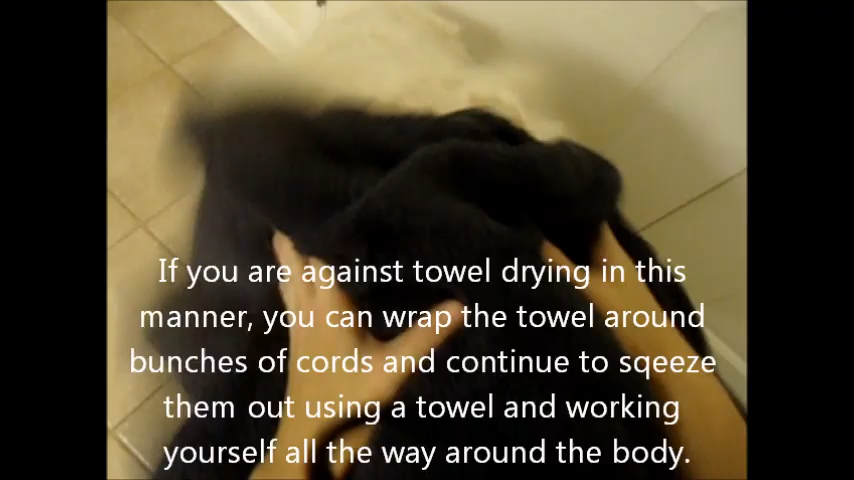 If you are against towel drying in this
manner, you can wrap the towel around
bunches of cords and continue to sqeeze
them out using a towel and working
yourself all the way around the body.